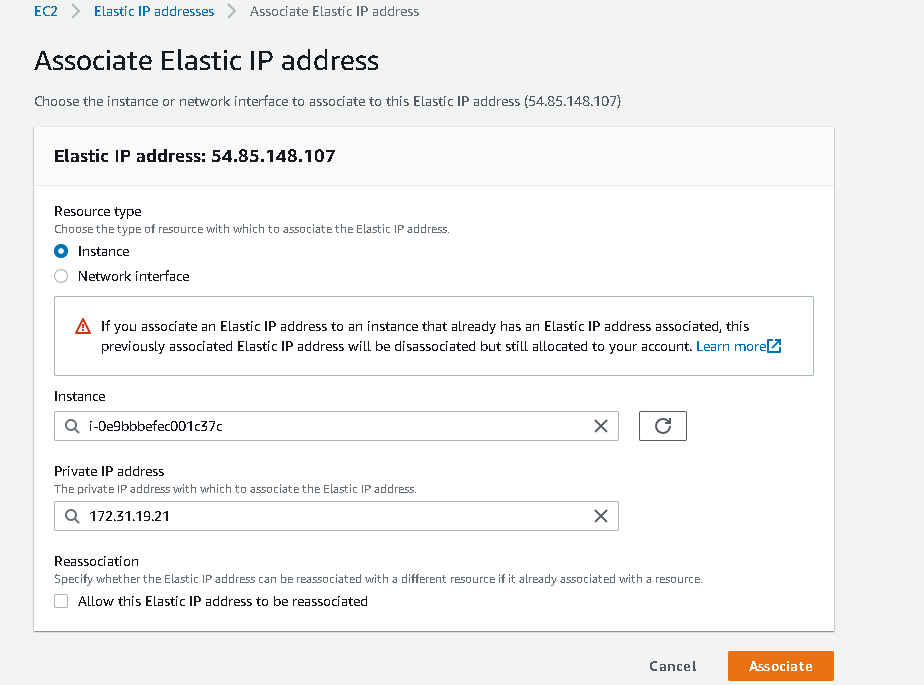 EC2 > Elastic IP addresses > Associate Elastic IP address
Associate Elastic IP address
Choose the instance or network interface to associate to this Elastic IP address (54.85.148.107)
Elastic IP address: 54.85.148.107
Resource type
Choose the type of resource with which to associate the Elastic IP address.
Instance
Network interface
If you associate an Elastic IP address to an instance that already has an Elastic IP address associated, this
previously associated Elastic IP address will be disassociated but still allocated to your account. Learn more
Instance
i-0e9bbbefec001c37c
Private IP address
The private IP address with which to associate the Elastic IP address.
172.31.19.21
Reassociation
Specify whether the Elastic IP address can be reassociated with a different resource if it already associated with a resource.
Allow this Elastic IP address to be reassociated
Cancel
Associate